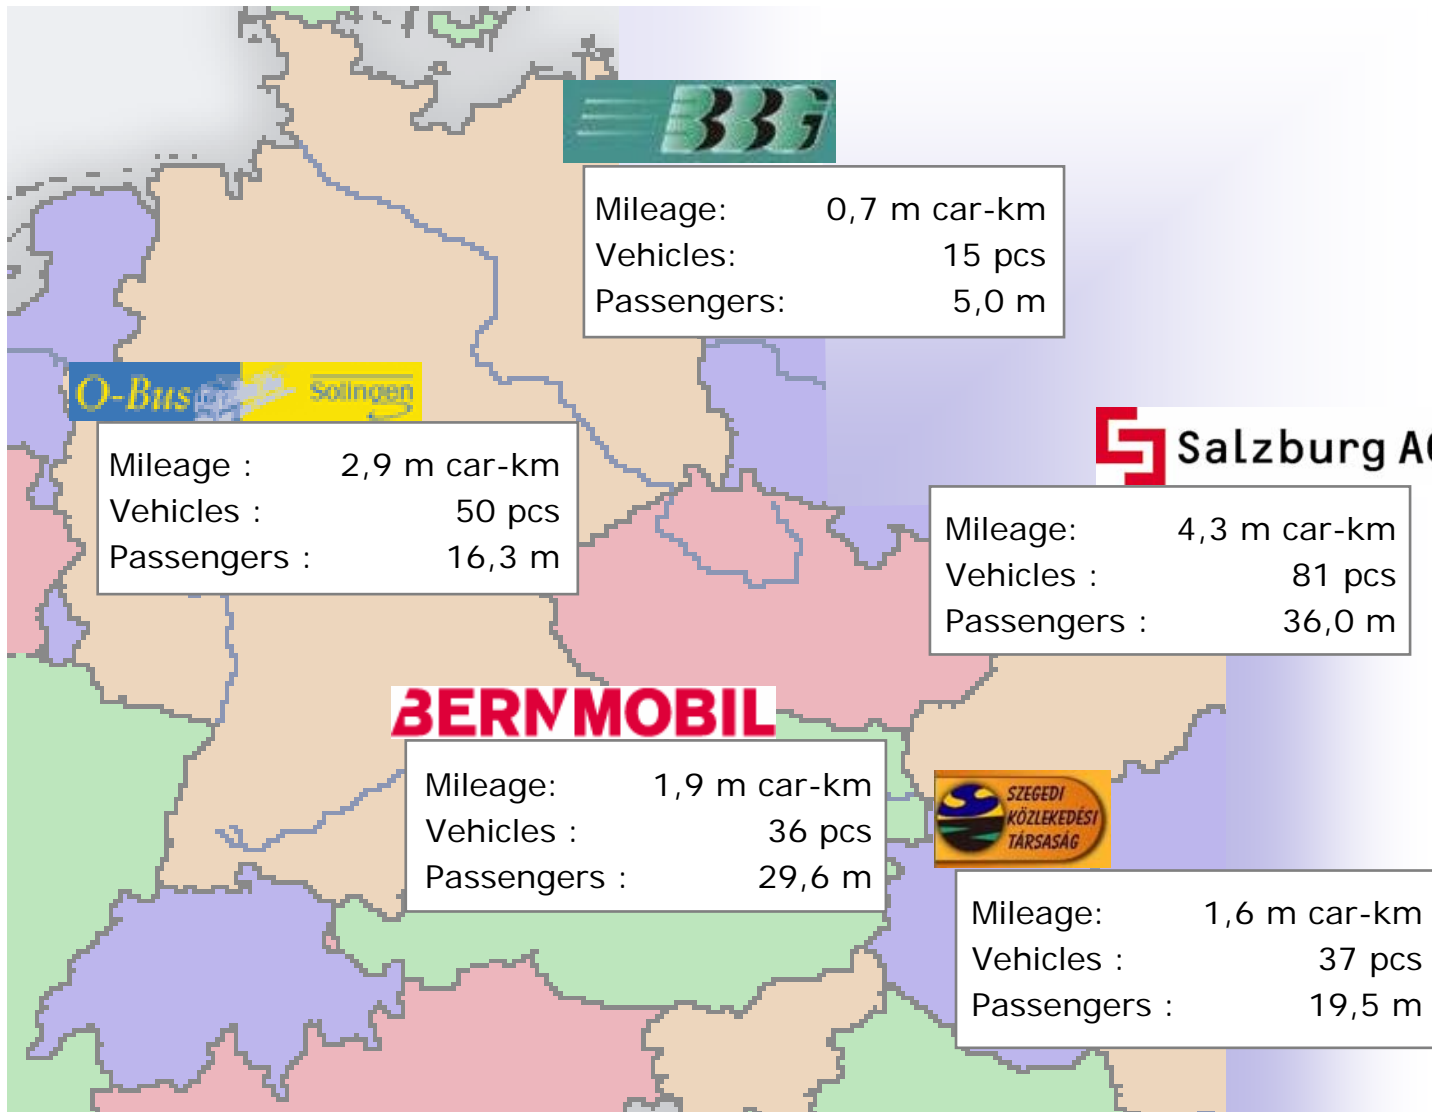 BBG
Mileage: 0,7 m car-km
Vehicles: 15 pcs
Passengers: 5,0 m
O-Bus Solingen
Mileage : 2,9 m car-km
Vehicles : 50 pcs
Passengers : 16,3 m
Salzburg AG
Mileage: 4,3 m car-km
Vehicles : 81 pcs
Passengers : 36,0 m
BERNMOBIL
Mileage: 1,9 m car-km
Vehicles : 36 pcs
Passengers : 29,6 m
SZEGEDI
KÖZLEKEDÉSI
TÁRSASÁG
Mileage: 1,6 m car-km
Vehicles : 37 pcs
Passengers : 19,5 m